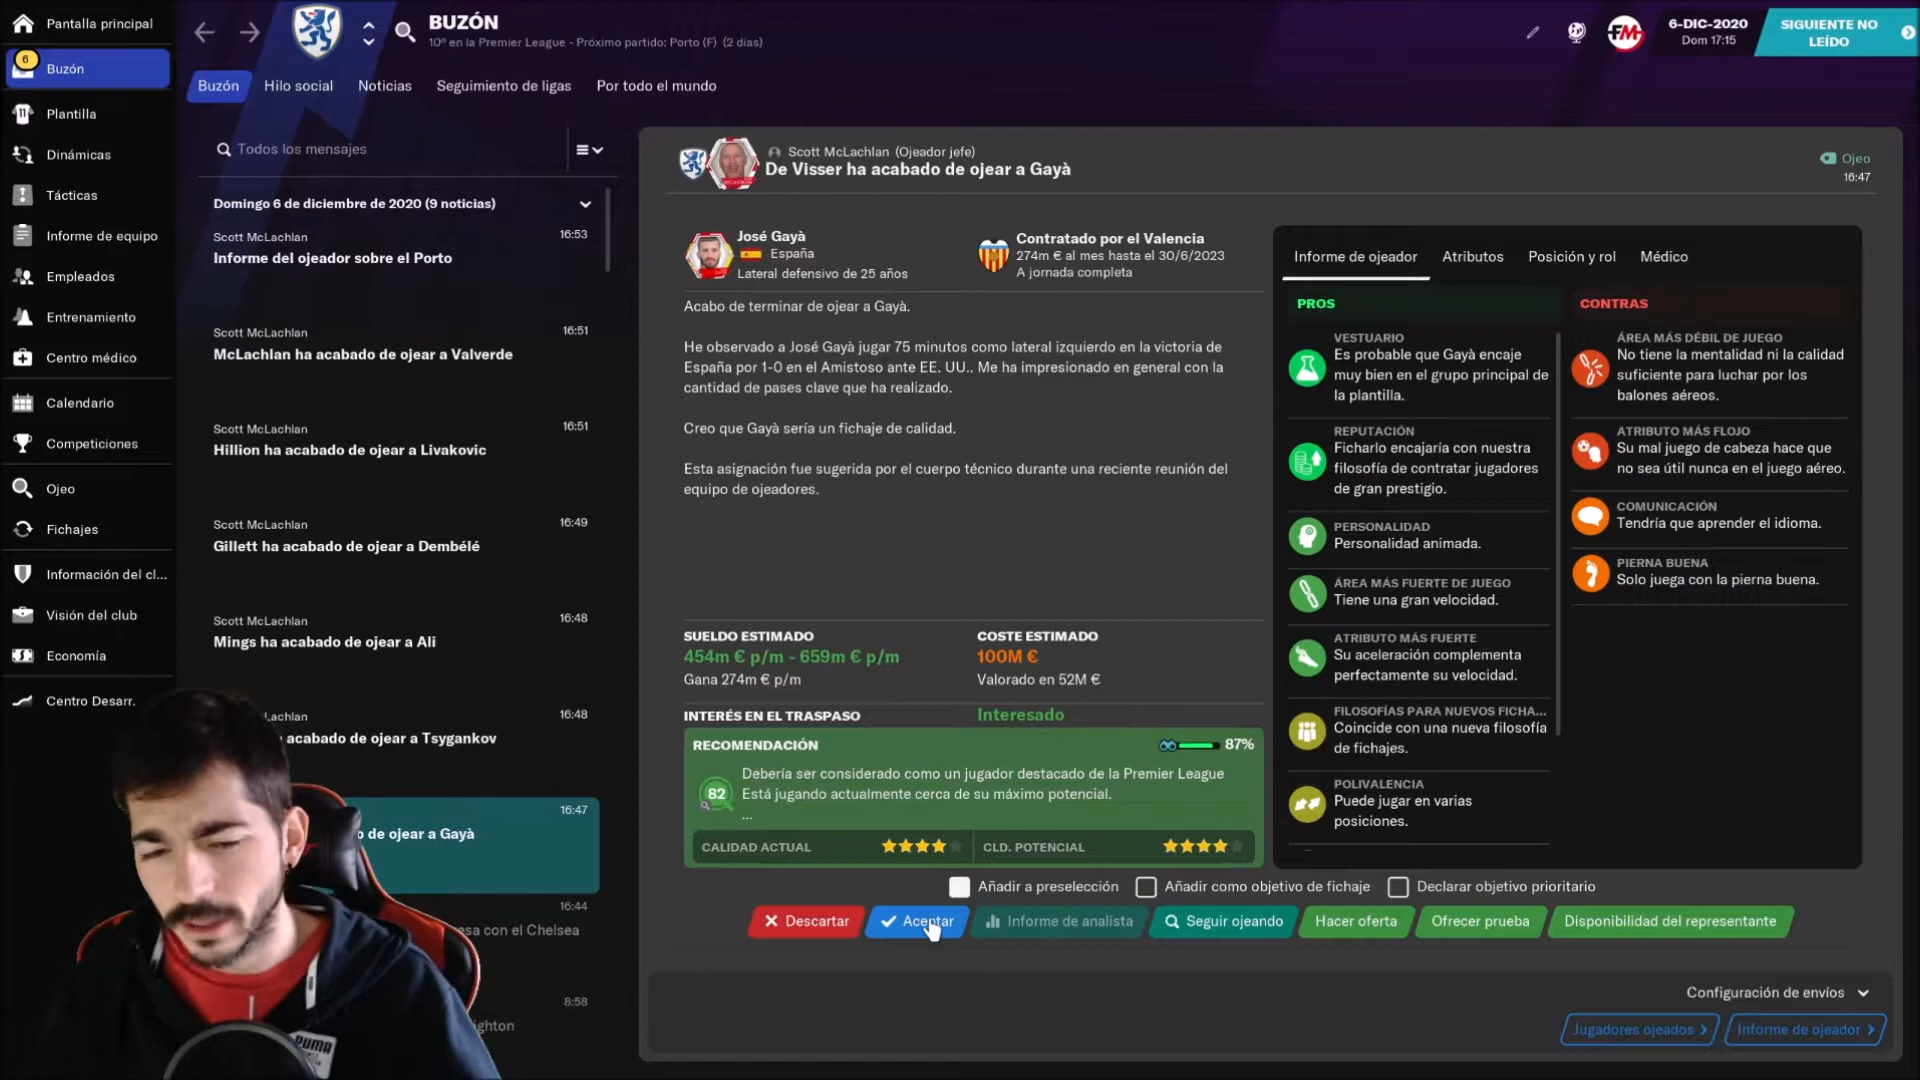 Pantalla principal
6
Buzón
Plantilla
Dinámicas
Tácticas
Informe de equipo
Empleados
Entrenamiento
Centro médico
Calendario
Competiciones
Ojeo
Fichajes
Información del cl...
Visión del club
Economía
Centro Desarr.
BUZÓN
10º en la Premier League - Próximo partido: Porto (F) (2 días)
FM
6-DIC-2020
Dom 17:15
SIGUIENTE NO
LEÍDO
Buzón
Hilo social
Noticias
Seguimiento de ligas
Por todo el mundo
Todos los mensajes
Domingo 6 de diciembre de 2020 (9 noticias)
Scott McLachlan
16:53
Informe del ojeador sobre el Porto
Scott McLachlan
16:51
McLachlan ha acabado de ojear a Valverde
Scott McLachlan
16:51
Hillion ha acabado de ojear a Livakovic
Scott McLachlan
16:49
Gillett ha acabado de ojear a Dembélé
Scott McLachlan
16:48
Mings ha acabado de ojear a Ali
Lachlan
16:48
acabado de ojear a Tsygankov
16:47
o de ojear a Gayà
16:44
esa con el Chelsea
8:58
ighton
PUMA
Scott McLachlan (Ojeador jefe)
De Visser ha acabado de ojear a Gayà
Ojeo
16:47
José Gayà
España
Lateral defensivo de 25 años
Contratado por el Valencia
274m € al mes hasta el 30/6/2023
A jornada completa
Acabo de terminar de ojear a Gayà.
He observado a José Gayà jugar 75 minutos como lateral izquierdo en la victoria de
España por 1-0 en el Amistoso ante EE. UU.. Me ha impresionado en general con la
cantidad de pases clave que ha realizado.
Creo que Gayà sería un fichaje de calidad.
Esta asignación fue sugerida por el cuerpo técnico durante una reciente reunión del
equipo de ojeadores.
SUELDO ESTIMADO
454m € p/m - 659m € p/m
Gana 274m € p/m
COSTE ESTIMADO
100M €
Valorado en 52M €
INTERÉS EN EL TRASPASO
Interesado
RECOMENDACIÓN
87%
82
Debería ser considerado como un jugador destacado de la Premier League
Está jugando actualmente cerca de su máximo potencial.
...
CALIDAD ACTUAL
CLD. POTENCIAL
Informe de ojeador
Atributos
Posición y rol
Médico
PROS
VESTUARIO
Es probable que Gayà encaje
muy bien en el grupo principal de
la plantilla.
REPUTACIÓN
Ficharlo encajaría con nuestra
filosofía de contratar jugadores
de gran prestigio.
PERSONALIDAD
Personalidad animada.
ÁREA MÁS FUERTE DE JUEGO
Tiene una gran velocidad.
ATRIBUTO MÁS FUERTE
Su aceleración complementa
perfectamente su velocidad.
FILOSOFÍAS PARA NUEVOS FICHA...
Coincide con una nueva filosofía
de fichajes.
POLIVALENCIA
Puede jugar en varias
posiciones.
CONTRAS
ÁREA MÁS DÉBIL DE JUEGO
No tiene la mentalidad ni la calidad
suficiente para luchar por los
balones aéreos.
ATRIBUTO MÁS FLOJO
Su mal juego de cabeza hace que
no sea útil nunca en el juego aéreo.
COMUNICACIÓN
Tendría que aprender el idioma.
PIERNA BUENA
Solo juega con la pierna buena.
Añadir a preselección
Añadir como objetivo de fichaje
Declarar objetivo prioritario
Descartar
Aceptar
Informe de analista
Seguir ojeando
Hacer oferta
Ofrecer prueba
Disponibilidad del representante
Configuración de envíos
Jugadores ojeados
Informe de ojeador